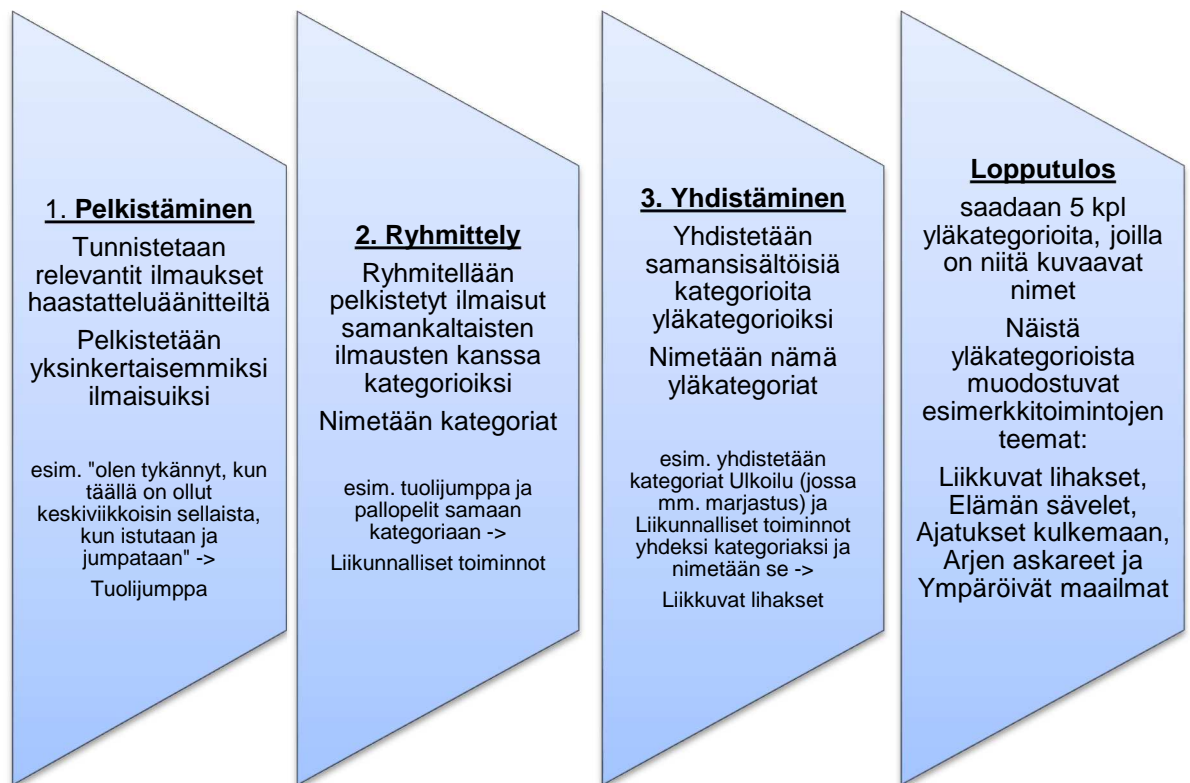 1. Pelkistäminen
Tunnistetaan
relevantit ilmaukset
haastatteluäänitteiltä
Pelkistetään
yksinkertaisemmiksi
ilmaisuiksi
esim. "olen tykännyt, kun
täällä on ollut
keskiviikkoisin sellaista,
kun istutaan ja
jumpataan" ->
Tuolijumppa
2. Ryhmittely
Ryhmitellään
pelkistetyt ilmaisut
samankaltaisten
ilmausten kanssa
kategorioiksi
Nimetään kategoriat
esim. tuolijumppa ja
pallopelit samaan
kategoriaan ->
Liikunnalliset toiminnot
3. Yhdistäminen
Yhdistetään
samansisältöisiä
kategorioita
yläkategorioiksi
Nimetään nämä
yläkategoriat
esim. yhdistetään
kategoriat Ulkoilu (jossa
mm. marjastus) ja
Liikunnalliset toiminnot
yhdeksi kategoriaksi ja
nimetään se ->
Liikkuvat lihakset
Lopputulos
saadaan 5 kpl
yläkategorioita, joilla
on niitä kuvaavat
nimet
Näistä
yläkategorioista
muodostuvat
esimerkkitoimintojen
teemat:
Liikkuvat lihakset,
Elämän sävelet,
Ajatukset kulkemaan,
Arjen askareet ja
Ympäröivät maailmat